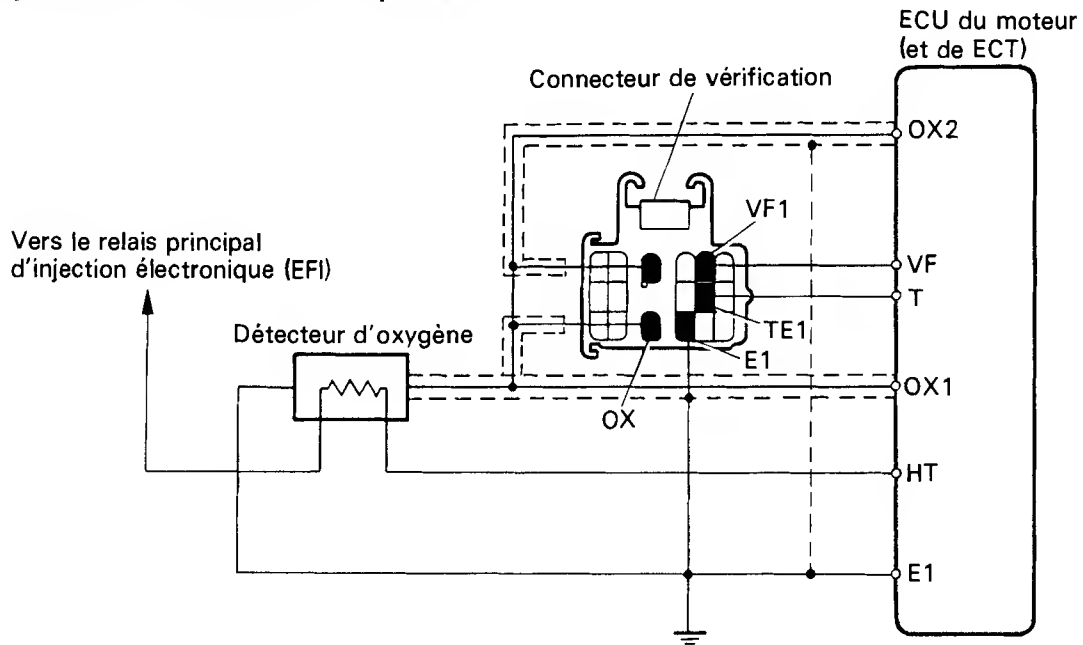 ECU du moteur
(et de ECT)
Connecteur de vérification
OX2
VF1
Vers le relais principal
d'injection électronique (EFI)
VF
T
TE1
Détecteur d'oxygène
E1
OX1
OX
HT
E1